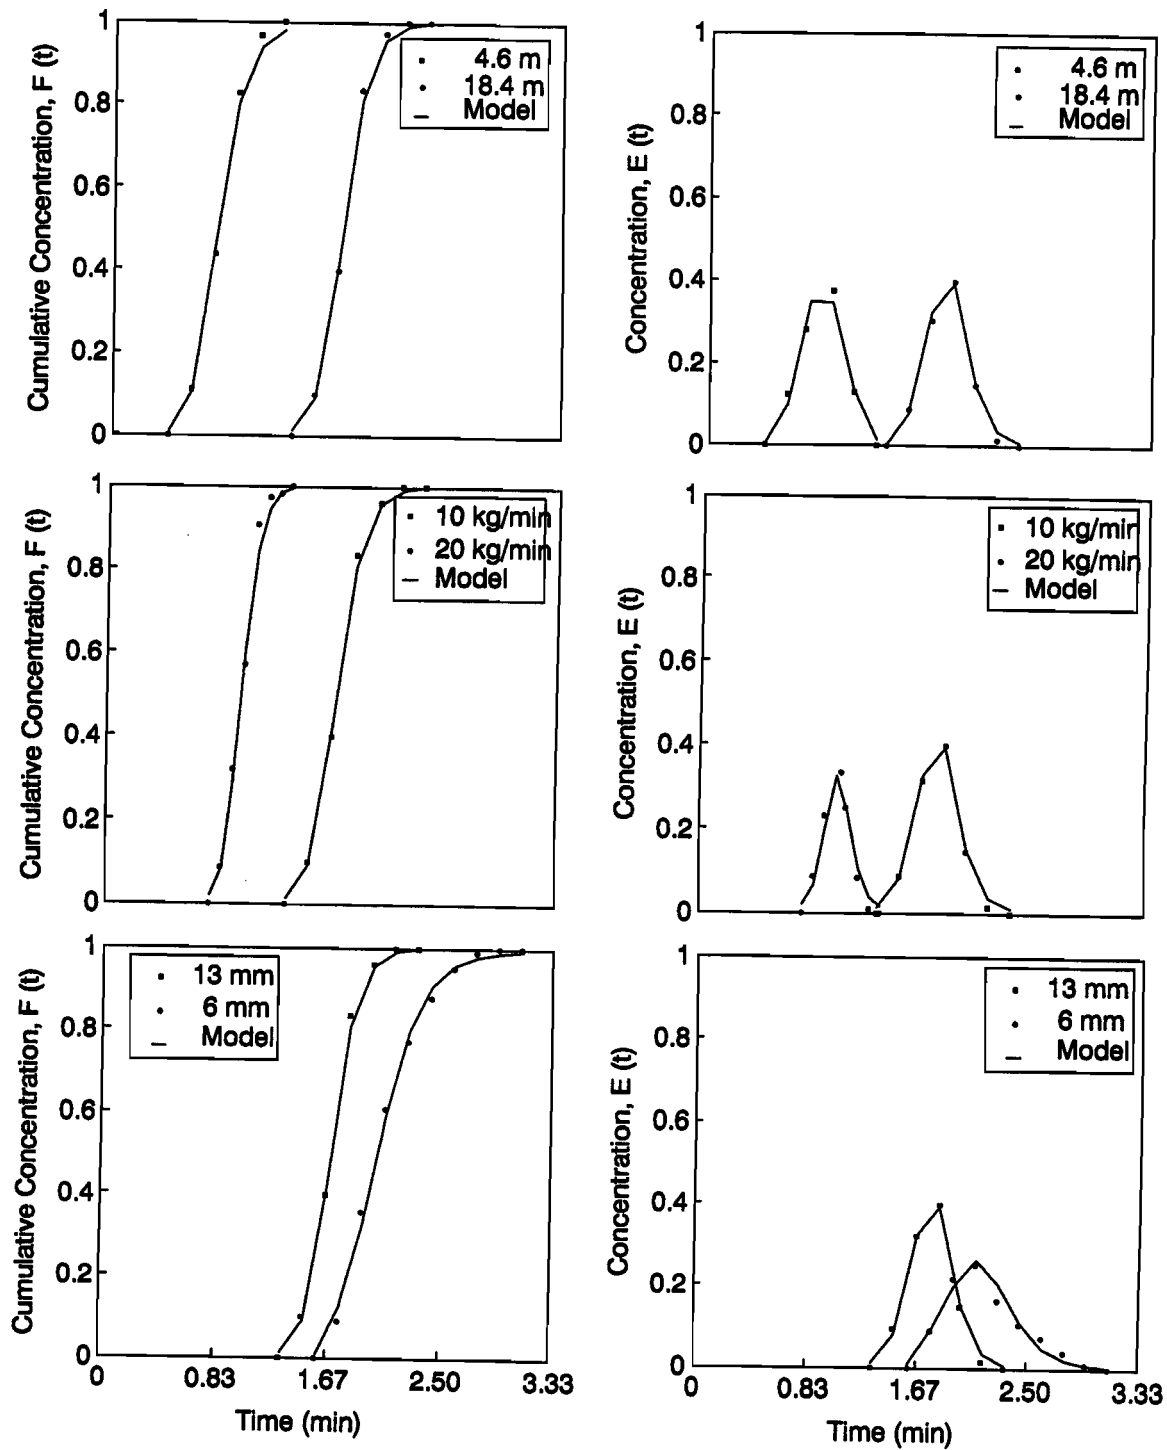 Cumulative Concentration, F (t)
1
0.8
0.6
0.4
0.2
0
4.6 m
18.4 m
Model
Concentration, E (t)
1
0.8
0.6
0.4
0.2
0
4.6 m
18.4 m
Model
Cumulative Concentration, F (t)
1
0.8
0.6
0.4
0.2
0
10 kg/min
20 kg/min
Model
Concentration, E (t)
1
0.8
0.6
0.4
0.2
0
10 kg/min
20 kg/min
Model
Cumulative Concentration, F (t)
1
0.8
0.6
0.4
0.2
0
13 mm
6 mm
Model
0 0.83 1.67 2.50 3.33
Time (min)
Concentration, E (t)
1
0.8
0.6
0.4
0.2
0
13 mm
6 mm
Model
0 0.83 1.67 2.50 3.33
Time (min)